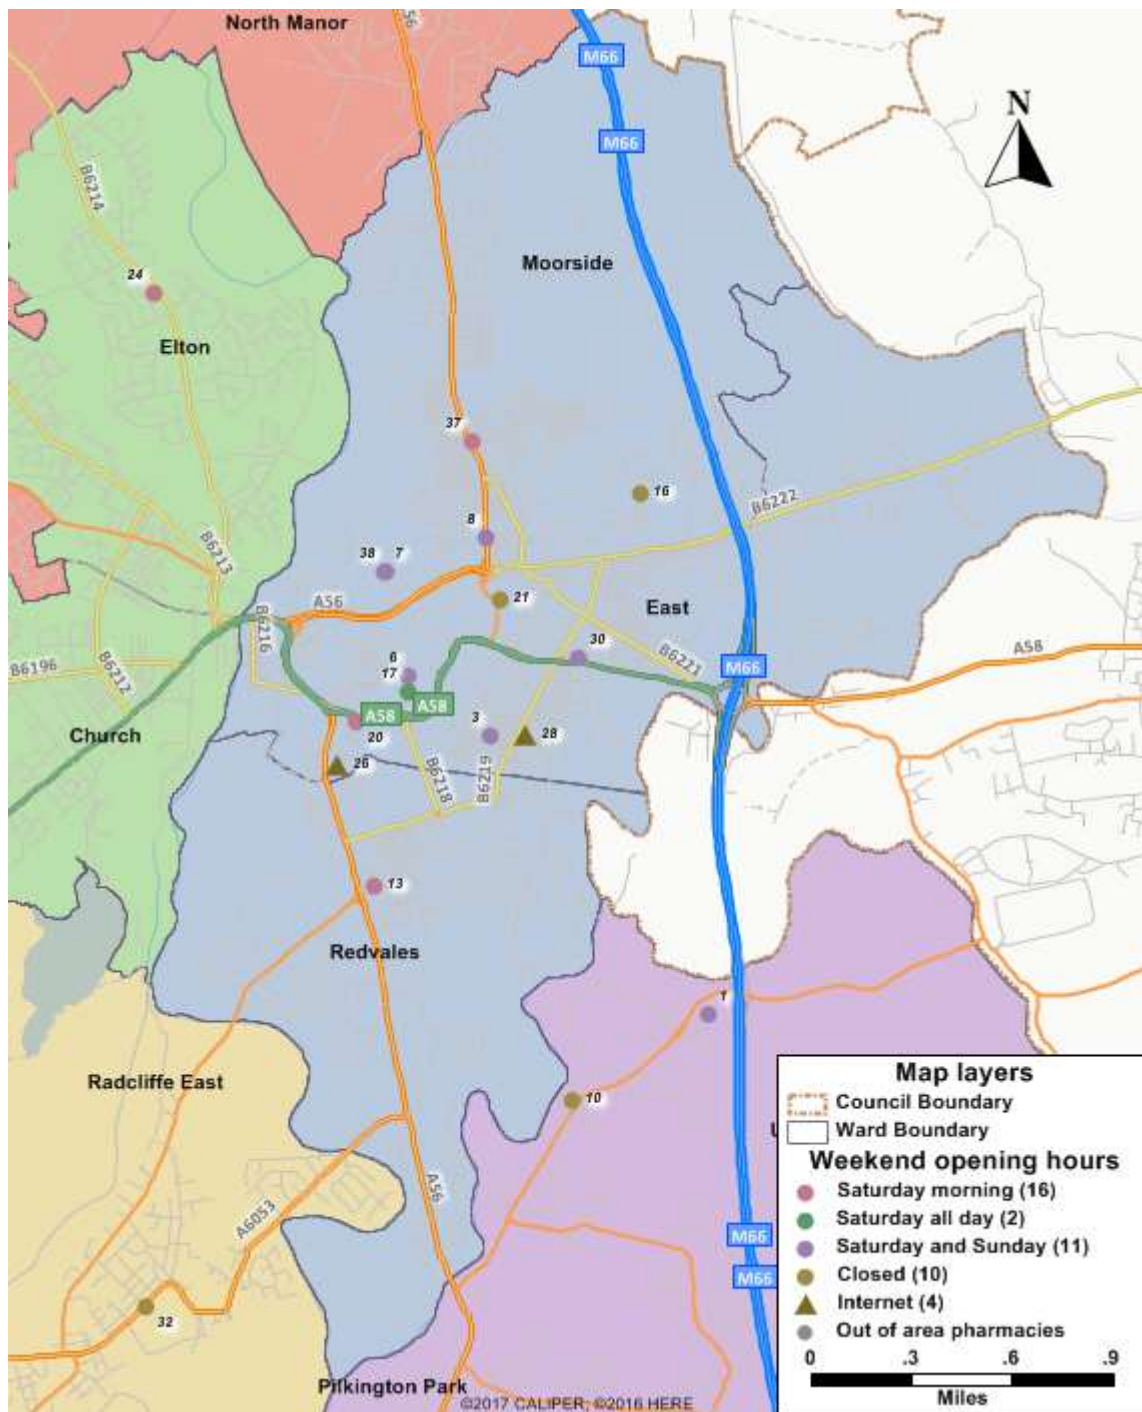 North Manor
A56
M66
M66
N
B6214
Moorside
24
Elton
37
16
B6222
8
B6213
38 7
21
A56
East
B6216
30
A58
6
B6221
B6196
B6212
17
M66
A58
A58
Church
20
3
28
26
B6218
B6219
13
Redvales
1
Radcliffe East
10
A56
A6053
M66
M66
32
Pilkington Park
©2017 CALIPER; ©2016 HERE
Map layers
Council Boundary
Ward Boundary
Weekend opening hours
Saturday morning (16)
Saturday all day (2)
Saturday and Sunday (11)
Closed (10)
Internet (4)
Out of area pharmacies
0 .3 .6 .9
Miles